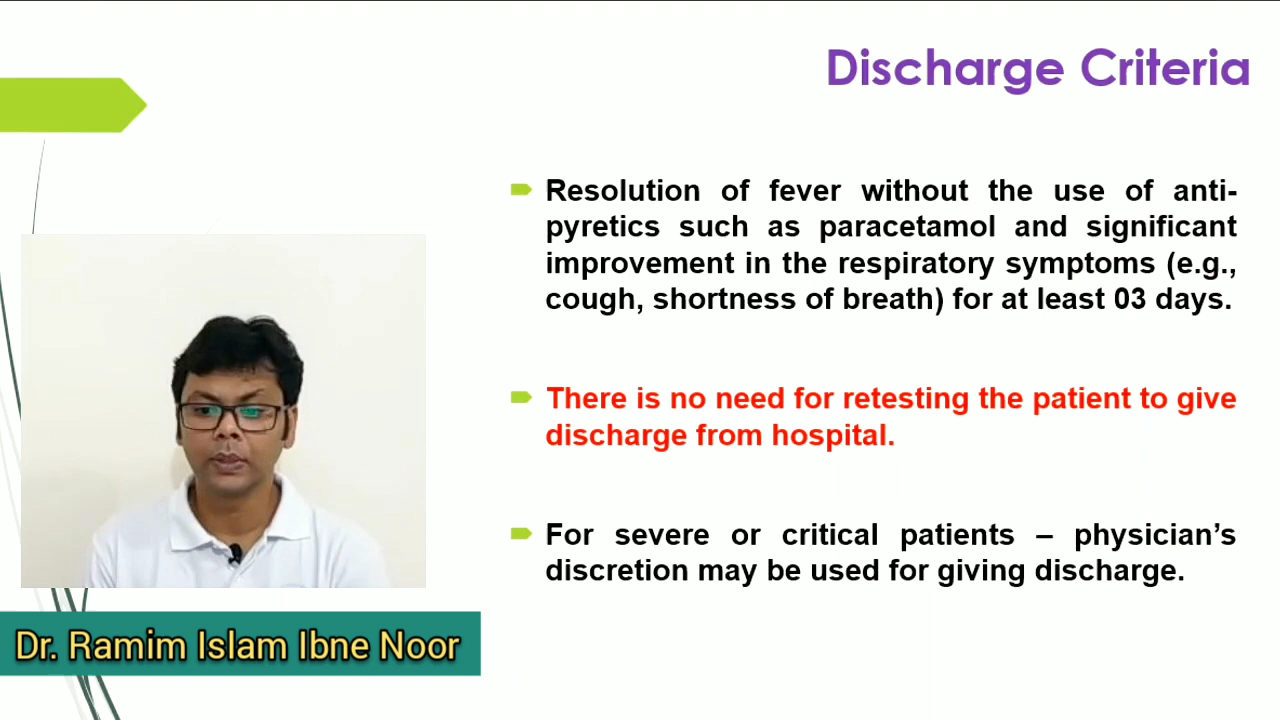 Discharge Criteria
Resolution of fever without the use of anti-
pyretics such as paracetamol and significant
improvement in the respiratory symptoms (e.g.,
cough, shortness of breath) for at least 03 days.
There is no need for retesting the patient to give
discharge from hospital.
For severe or critical patients – physician’s
discretion may be used for giving discharge.
Dr. Ramim Islam Ibne Noor